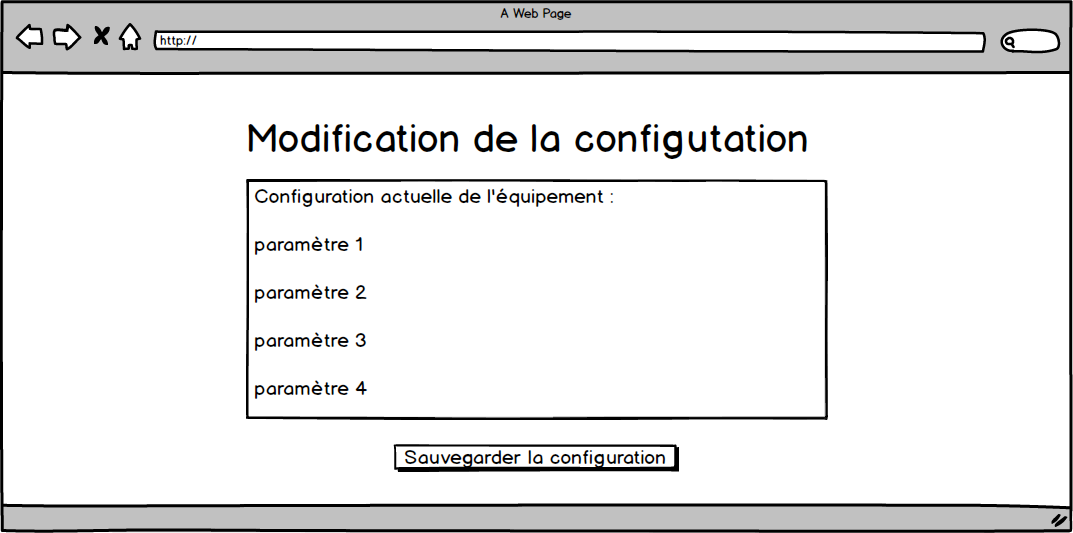 A Web Page
http://
Modification de la configutation
Configuration actuelle de l'équipement :
paramètre 1
paramètre 2
paramètre 3
paramètre 4
Sauvegarder la configuration